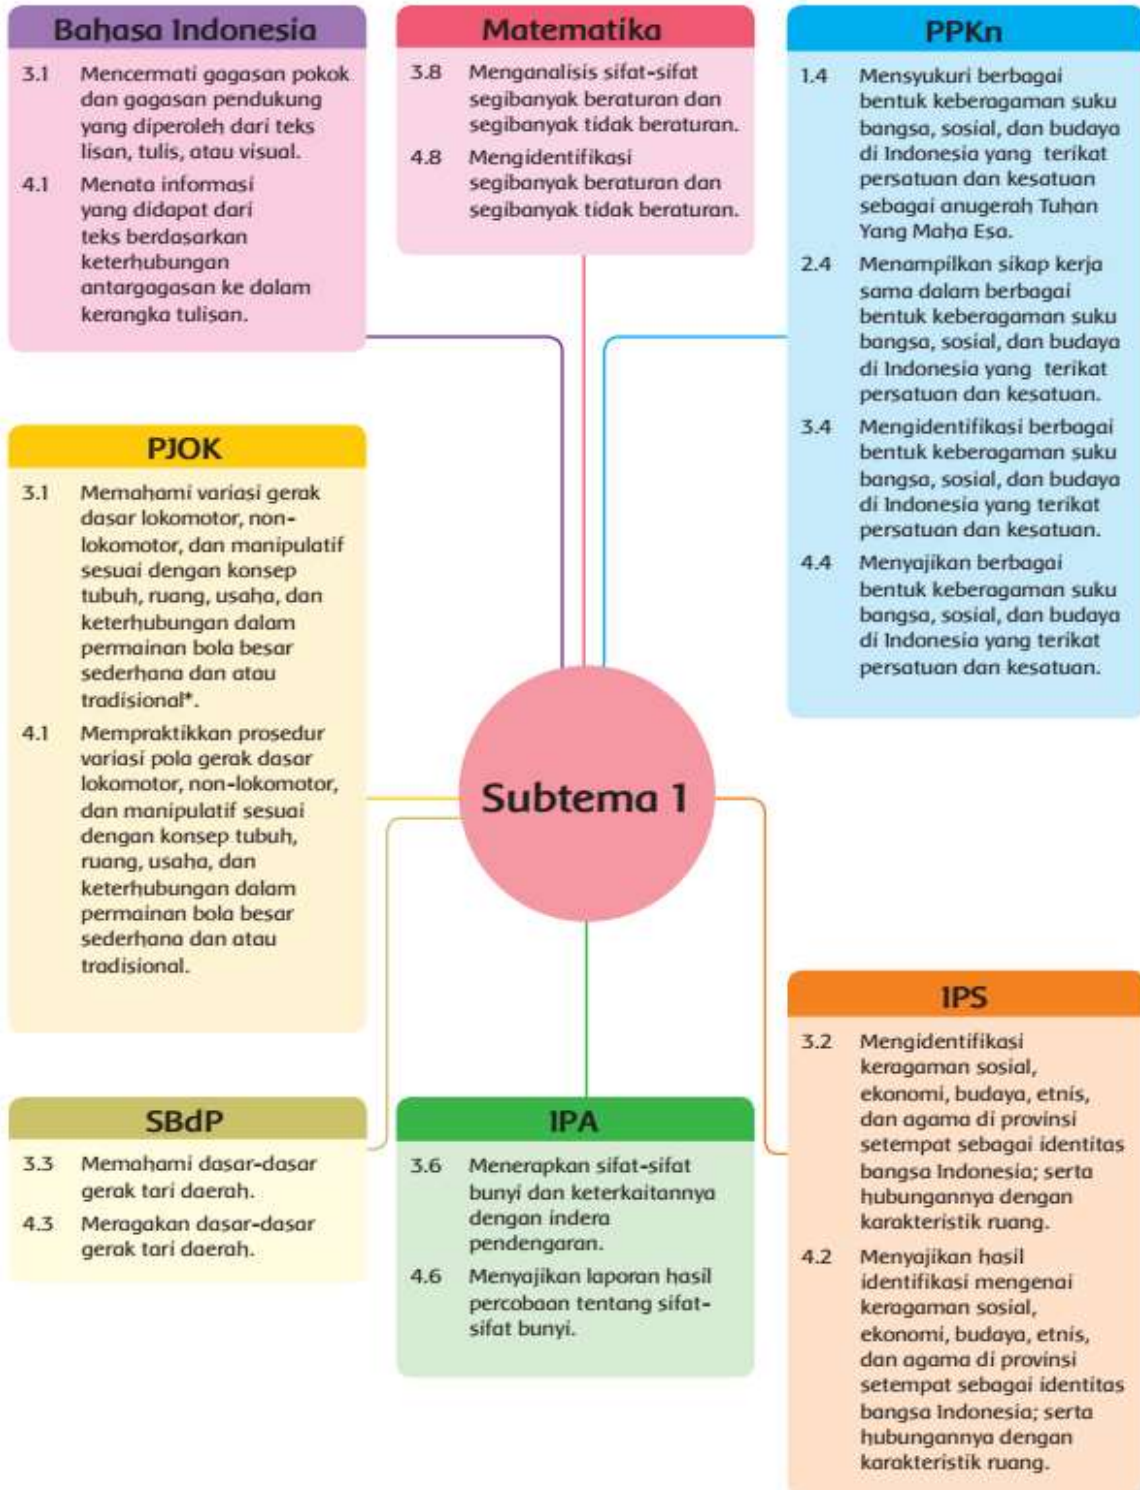 Bahasa Indonesia
3.1 Mencermati gagasan pokok
dan gagasan pendukung
yang diperoleh dari teks
lisan, tulis, atau visual.
4.1 Menata informasi
yang didapat dari
teks berdasarkan
keterhubungan
antargagasan ke dalam
kerangka tulisan.
Matematika
3.8 Menganalisis sifat-sifat
segibanyak beraturan dan
segibanyak tidak beraturan.
4.8 Mengidentifikasi
segibanyak beraturan dan
segibanyak tidak beraturan.
PPKn
1.4 Mensyukuri berbagai
bentuk keberagaman suku
bangsa, sosial, dan budaya
di Indonesia yang terikat
persatuan dan kesatuan
sebagai anugerah Tuhan
Yang Maha Esa.
2.4 Menampilkan sikap kerja
sama dalam berbagai
bentuk keberagaman suku
bangsa, sosial, dan budaya
di Indonesia yang terikat
persatuan dan kesatuan.
3.4 Mengidentifikasi berbagai
bentuk keberagaman suku
bangsa, sosial, dan budaya
di Indonesia yang terikat
persatuan dan kesatuan.
4.4 Menyajikan berbagai
bentuk keberagaman suku
bangsa, sosial, dan budaya
di Indonesia yang terikat
persatuan dan kesatuan.
PJOK
3.1 Memahami variasi gerak
dasar lokomotor, non-
lokomotor, dan manipulatif
sesuai dengan konsep
tubuh, ruang, usaha, dan
keterhubungan dalam
permainan bola besar
sederhana dan atau
tradisional*.
4.1 Mempraktikkan prosedur
variasi pola gerak dasar
lokomotor, non-lokomotor,
dan manipulatif sesuai
dengan konsep tubuh,
ruang, usaha, dan
keterhubungan dalam
permainan bola besar
sederhana dan atau
tradisional.
Subtema 1
SBdP
3.3 Memahami dasar-dasar
gerak tari daerah.
4.3 Meragakan dasar-dasar
gerak tari daerah.
IPA
3.6 Menerapkan sifat-sifat
bunyi dan keterkaitannya
dengan indera
pendengaran.
4.6 Menyajikan laporan hasil
percobaan tentang sifat-
sifat bunyi.
IPS
3.2 Mengidentifikasi
keragaman sosial,
ekonomi, budaya, etnis,
dan agama di provinsi
setempat sebagai identitas
bangsa Indonesia; serta
hubungannya dengan
karakteristik ruang.
4.2 Menyajikan hasil
identifikasi mengenai
keragaman sosial,
ekonomi, budaya, etnis,
dan agama di provinsi
setempat sebagai identitas
bangsa Indonesia; serta
hubungannya dengan
karakteristik ruang.